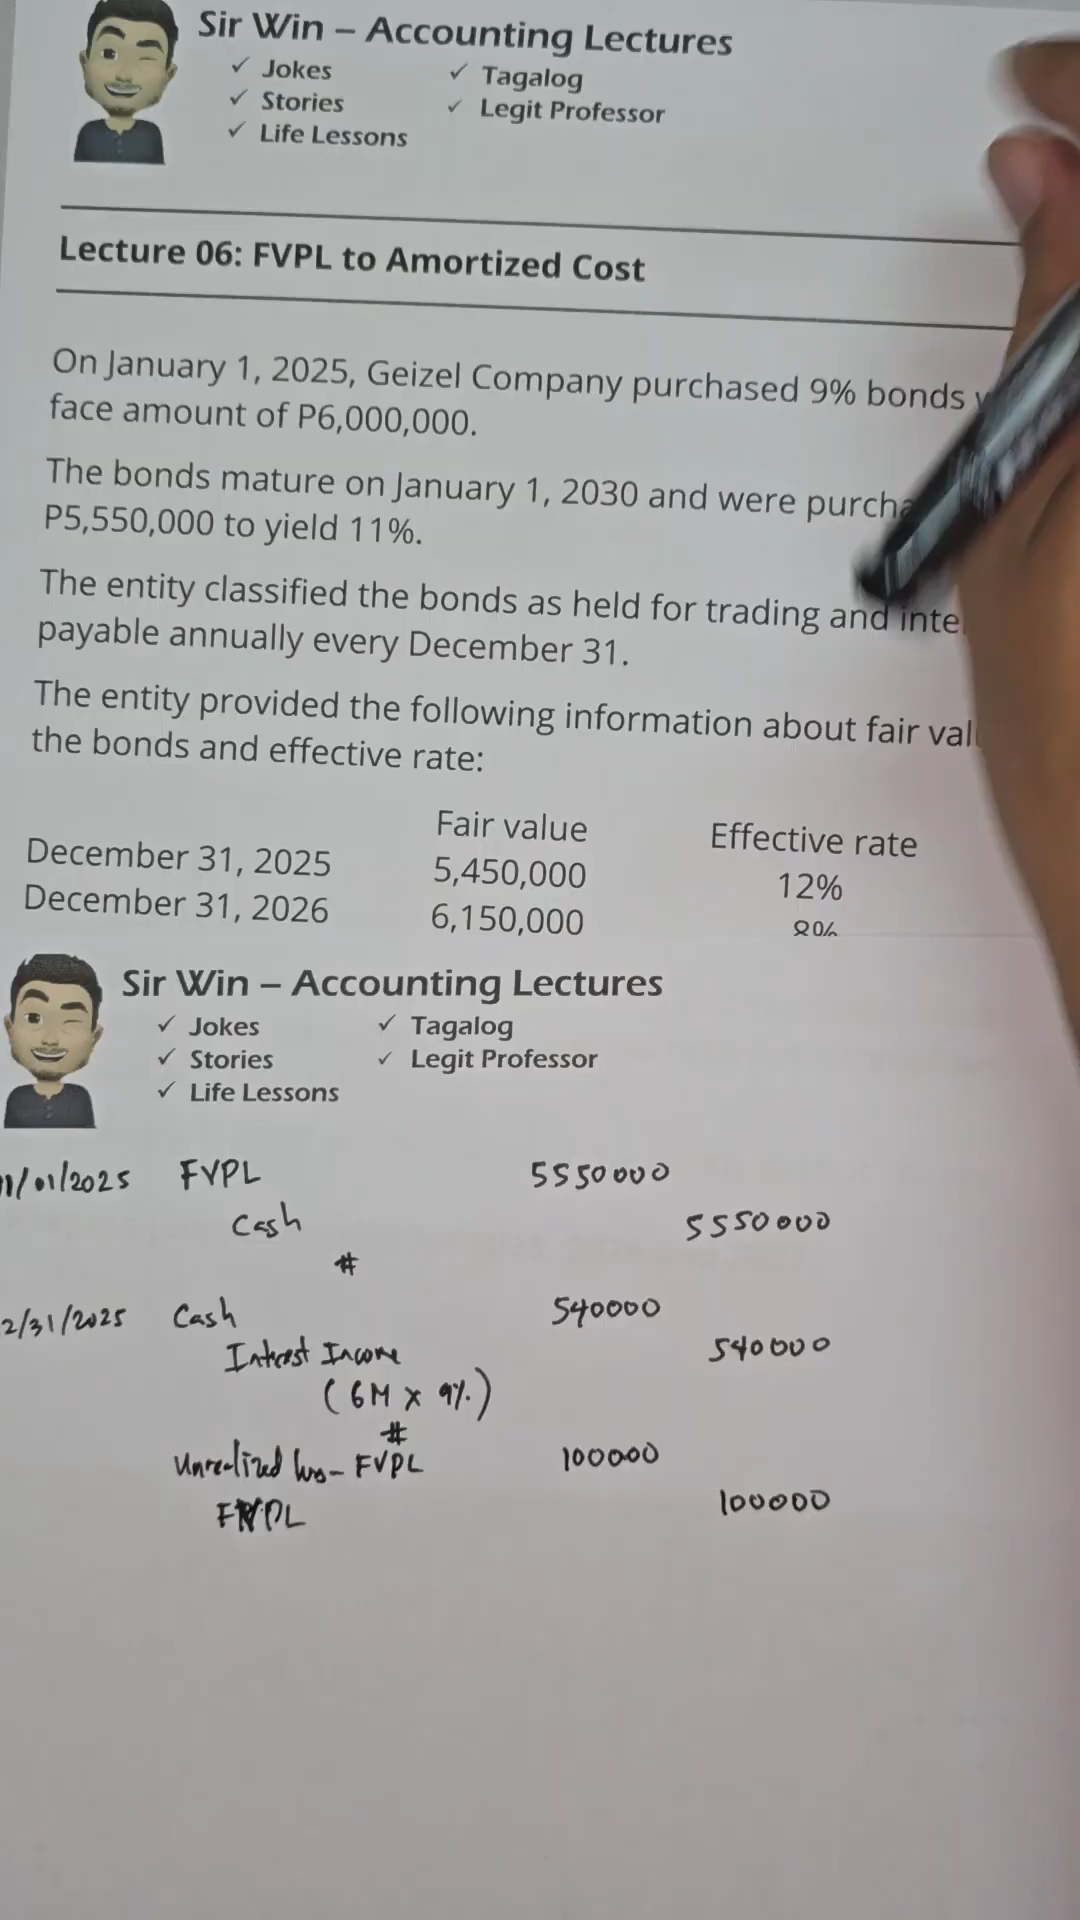 Sir Win – Accounting Lectures
✓ Jokes ✓ Tagalog
✓ Stories ✓ Legit Professor
✓ Life Lessons
Lecture 06: FVPL to Amortized Cost
On January 1, 2025, Geizel Company purchased 9% bonds
face amount of P6,000,000.
The bonds mature on January 1, 2030 and were
P5,550,000 to yield 11%.
The entity classified the bonds as held for trading and
payable annually every December 31.
The entity provided the following information about fair
the bonds and effective rate:
Fair value Effective rate
December 31, 2025 5,450,000 12%
December 31, 2026 6,150,000 8%
Sir Win – Accounting Lectures
✓ Jokes ✓ Tagalog
✓ Stories ✓ Legit Professor
✓ Life Lessons
1/01/2025 FVPL 5550000
Cash 5550000
#
2/31/2025 Cash 540000
Interest Income 540000
(6M x 9%)
#
Unrealized loss - FVPL 100000
FVPL 100000